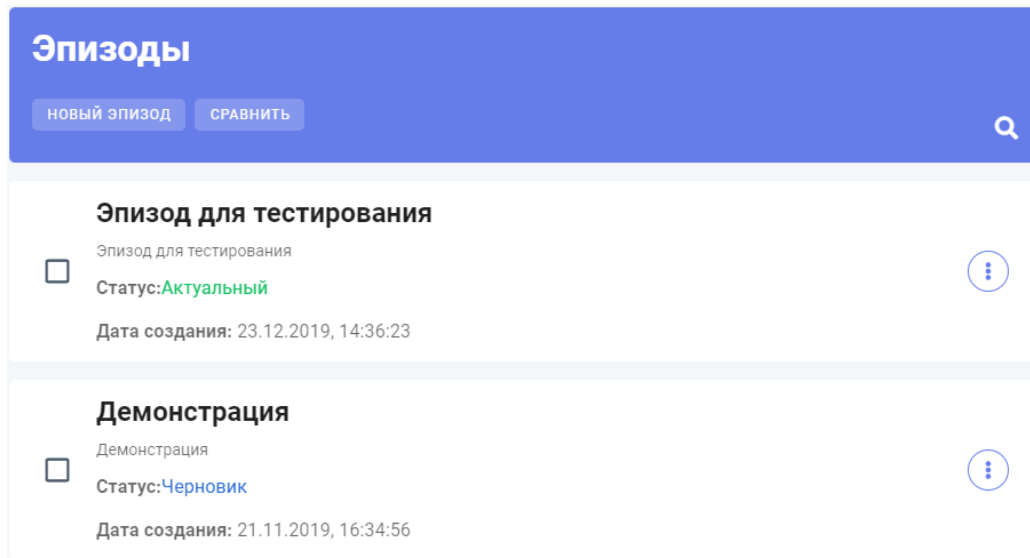 Эпизоды
НОВЫЙ ЭПИЗОД СРАВНИТЬ
Эпизод для тестирования
Эпизод для тестирования
Статус:Актуальный
Дата создания: 23.12.2019, 14:36:23
Демонстрация
Демонстрация
Статус:Черновик
Дата создания: 21.11.2019, 16:34:56